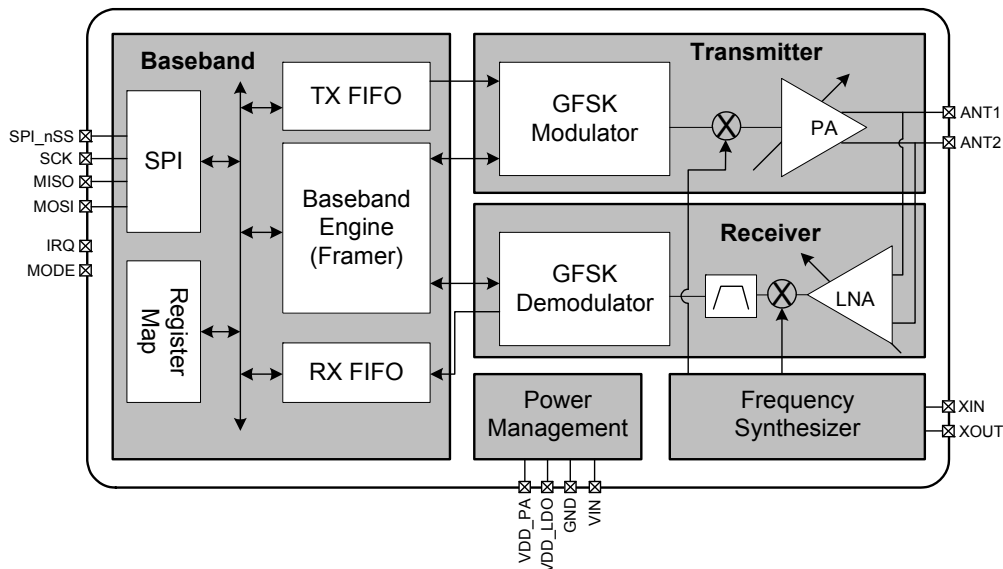 Baseband
TX FIFO
SPI
Baseband
Engine
(Framer)
Register
Map
RX FIFO
SPI_nSS
SCK
MISO
MOSI
IRQ
MODE
Transmitter
GFSK
Modulator
PA
ANT1
ANT2
Receiver
GFSK
Demodulator
LNA
Power
Management
Frequency
Synthesizer
XIN
XOUT
VDD_PA
VDD_LDO
GND
VIN